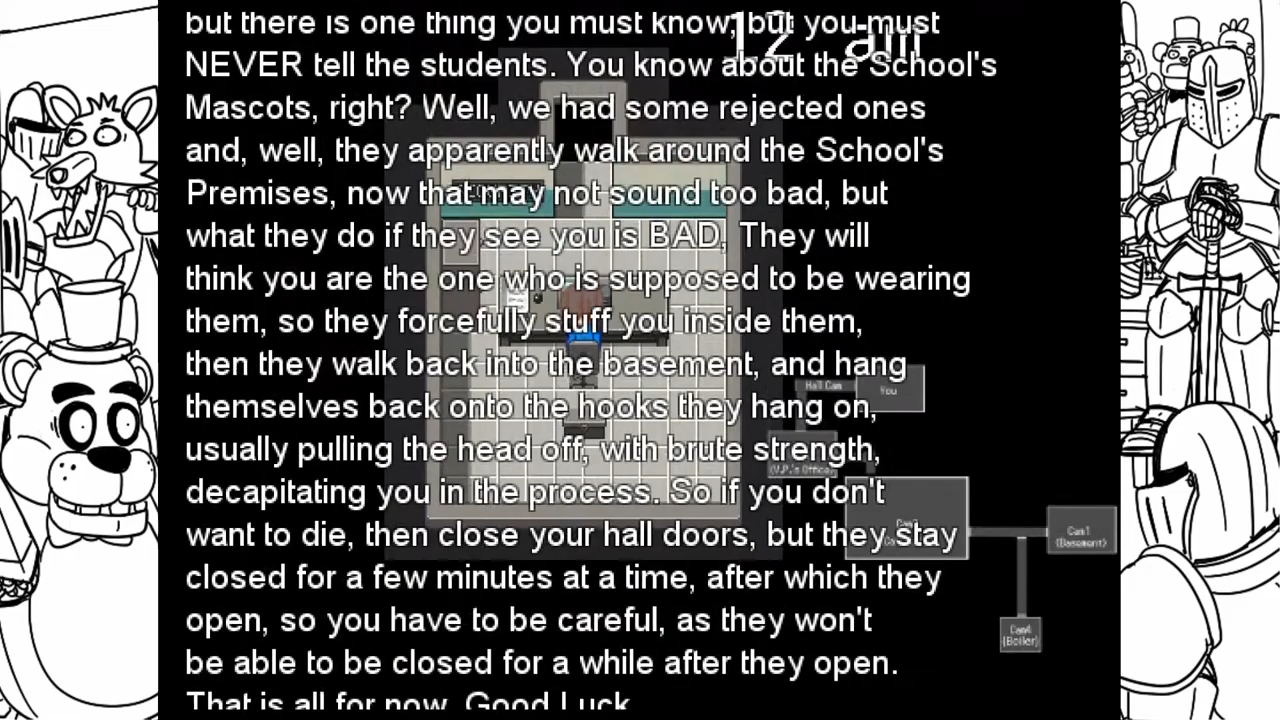 12 am
but there is one thing you must know, but you must
NEVER tell the students. You know about the School's
Mascots, right? Well, we had some rejected ones
and, well, they apparently walk around the School's
Premises, now that may not sound too bad, but
what they do if they see you is BAD, They will
think you are the one who is supposed to be wearing
them, so they forcefully stuff you inside them,
then they walk back into the basement, and hang
themselves back onto the hooks they hang on,
usually pulling the head off, with brute strength,
decapitating you in the process. So if you don't
want to die, then close your hall doors, but they stay
closed for a few minutes at a time, after which they
open, so you have to be careful, as they won't
be able to be closed for a while after they open.
That is all for now. Good Luck
Hall Cam
You
(V.P.'s Office)
Cam1
(Basement)
Cam4
(Boiler)